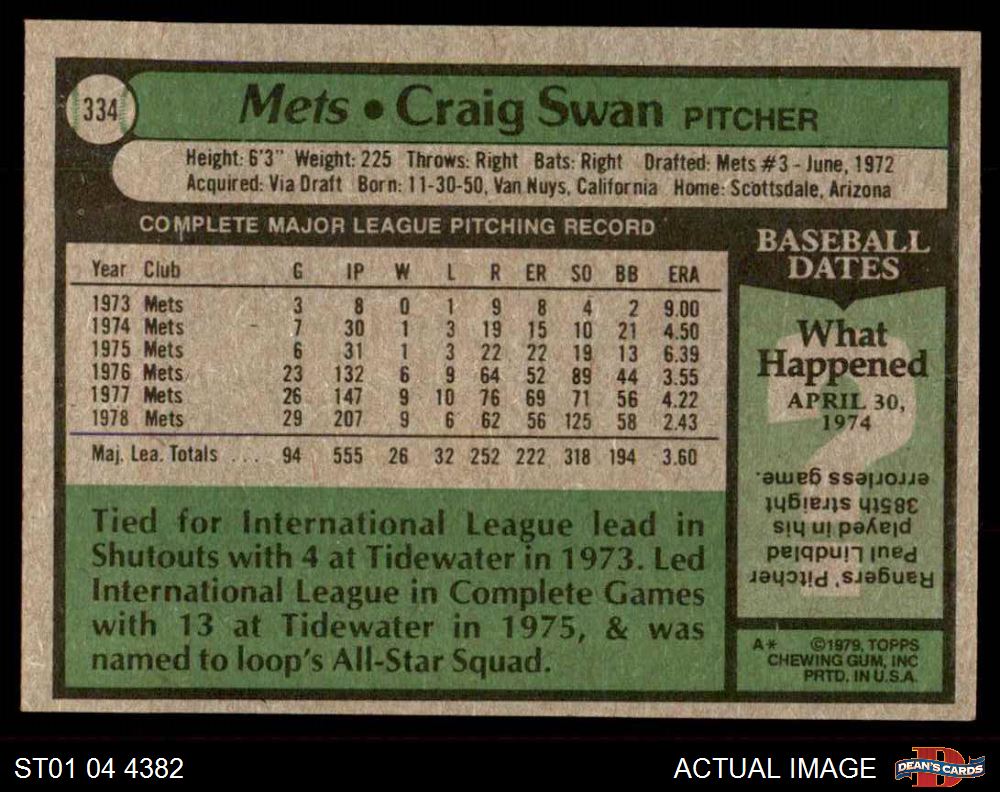 334
Mets • Craig Swan PITCHER
Height: 6'3" Weight: 225 Throws: Right Bats: Right Drafted: Mets #3 - June, 1972
Acquired: Via Draft Born: 11-30-50, Van Nuys, California Home: Scottsdale, Arizona
COMPLETE MAJOR LEAGUE PITCHING RECORD
Year Club G IP W L R ER SO BB ERA
1973 Mets 3 8 0 1 9 8 4 2 9.00
1974 Mets 7 30 1 3 19 15 10 21 4.50
1975 Mets 6 31 1 3 22 22 19 13 6.39
1976 Mets 23 132 6 9 64 52 89 44 3.55
1977 Mets 26 147 9 10 76 69 71 56 4.22
1978 Mets 29 207 9 6 62 56 125 58 2.43
Maj. Lea. Totals ... 94 555 26 32 252 222 318 194 3.60
Tied for International League lead in
Shutouts with 4 at Tidewater in 1973. Led
International League in Complete Games
with 13 at Tidewater in 1975, & was
named to loop's All-Star Squad.
BASEBALL
DATES
What
Happened
APRIL 30,
1974
?
Rangers' Pitcher
Paul Lindblad
played in his
385th straight
errorless game.
A* ©1979, TOPPS
CHEWING GUM, INC
PRTD. IN U.S.A.
ST01 04 4382
ACTUAL IMAGE
D
DEAN'S CARDS